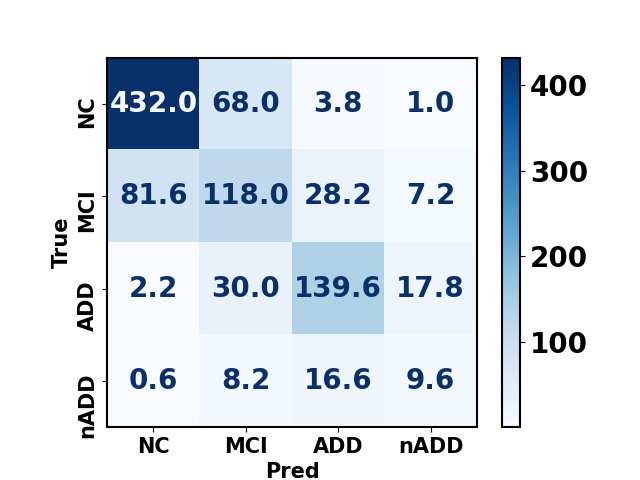 NC 432.0 68.0 3.8 1.0
MCI 81.6 118.0 28.2 7.2
ADD 2.2 30.0 139.6 17.8
nADD 0.6 8.2 16.6 9.6
True
NC MCI ADD nADD
Pred
400
300
200
100